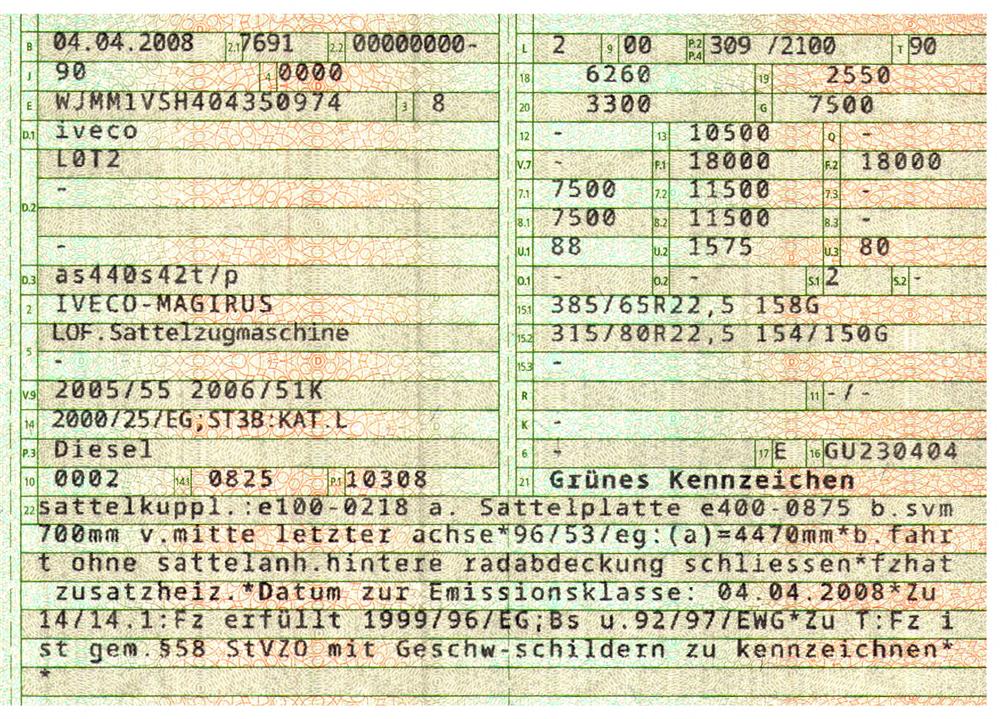 B 04.04.2008 2.1 7691 2.2 00000000-
J 90 4 0000
E WJMM1VSH404350974 3 8
D.1 iveco
L0T2
D.2 -
-
D.3 as440s42t/p
2 IVECO-MAGIRUS
LOF.Sattelzugmaschine
5 -
V.9 2005/55 2006/51K
14 2000/25/EG;ST3B:KAT.L
P.3 Diesel
10 0002 14.1 0825 P.1 10308
L 2 9 00 P.2 P.4 309 /2100 T 90
18 6260 19 2550
20 3300 G 7500
12 - 13 10500 Q -
V.7 - F.1 18000 F.2 18000
7.1 7500 7.2 11500 7.3 -
8.1 7500 8.2 11500 8.3 -
U.1 88 U.2 1575 U.3 80
O.1 - O.2 - S.1 2 S.2 -
15.1 385/65R22,5 158G
15.2 315/80R22,5 154/150G
15.3 -
R 11 -/-
K -
6 - 17 E 16 GU230404
21 Grünes Kennzeichen
22 sattelkuppl.:e100-0218 a. Sattelplatte e400-0875 b.svm
700mm v.mitte letzter achse*96/53/eg:(a)=4470mm*b.fahr
t ohne sattelanh.hintere radabdeckung schliessen*fzhat
zusatzheiz.*Datum zur Emissionsklasse: 04.04.2008*Zu
14/14.1:Fz erfüllt 1999/96/EG;Bs u.92/97/EWG*Zu T:Fz i
st gem.§58 StVZO mit Geschw-schildern zu kennzeichnen*
*